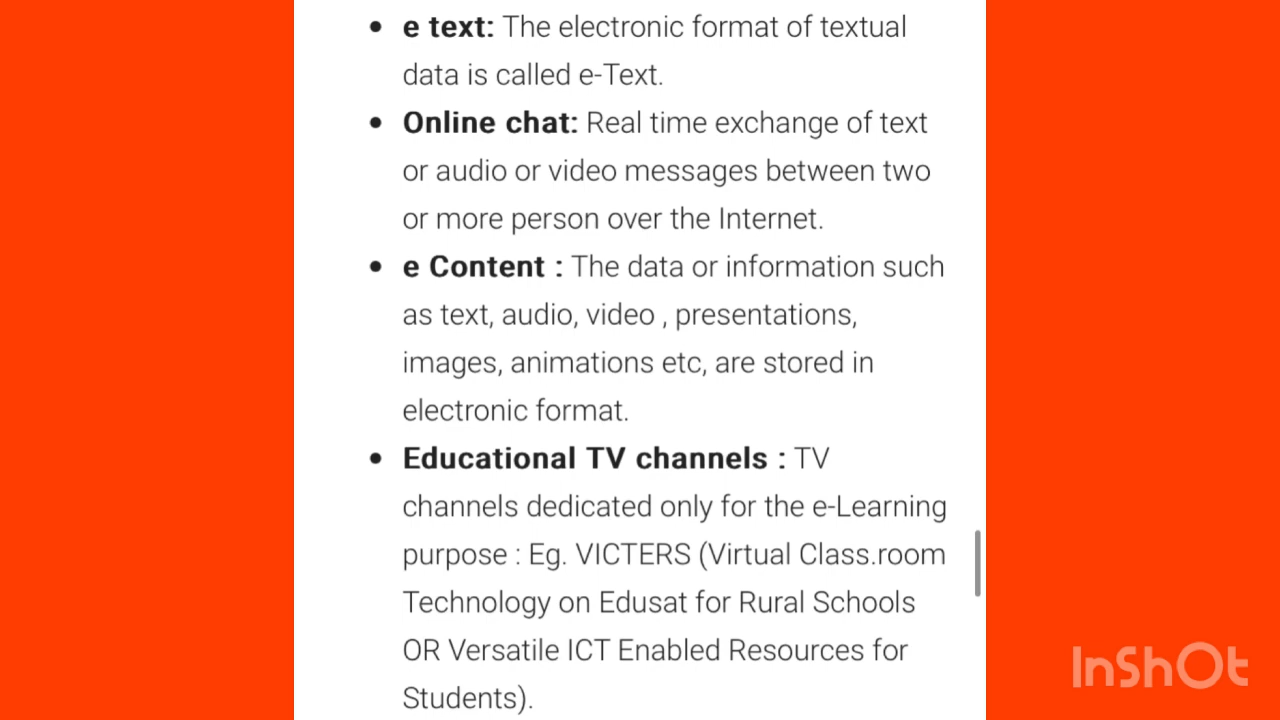 e text: The electronic format of textual
data is called e-Text.
Online chat: Real time exchange of text
or audio or video messages between two
or more person over the Internet.
e Content : The data or information such
as text, audio, video , presentations,
images, animations etc, are stored in
electronic format.
Educational TV channels : TV
channels dedicated only for the e-Learning
purpose : Eg. VICTERS (Virtual Class.room
Technology on Edusat for Rural Schools
OR Versatile ICT Enabled Resources for
Students).
InShOt